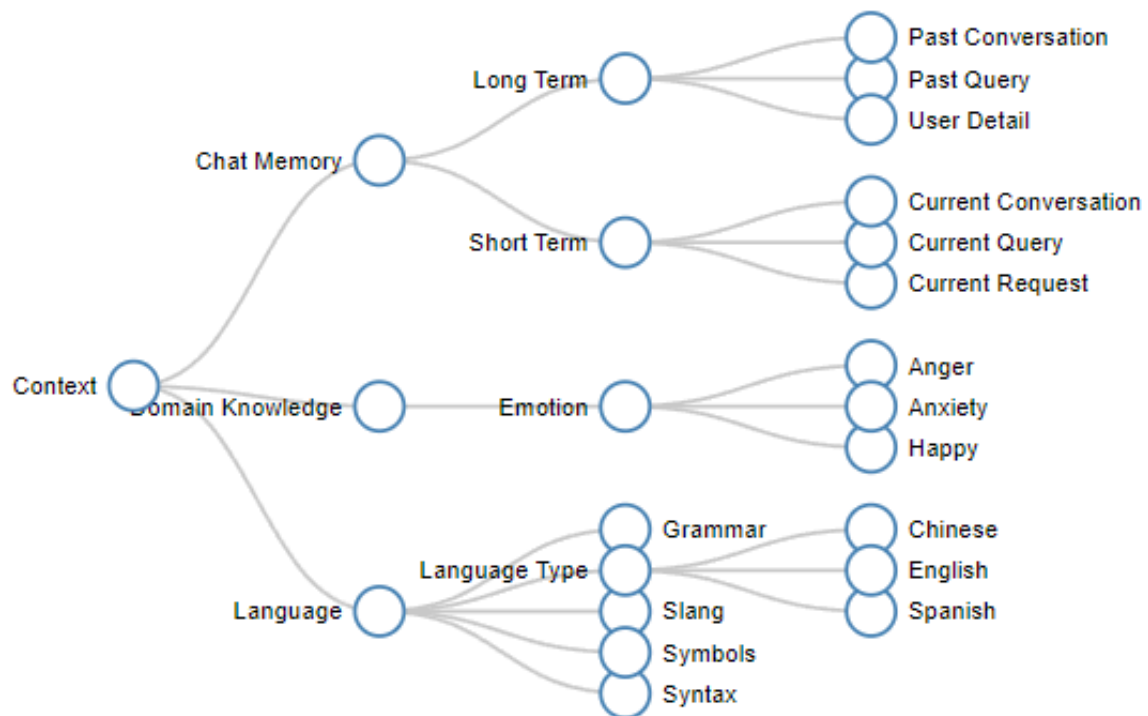 Past Conversation
Long Term
Past Query
User Detail
Chat Memory
Current Conversation
Short Term
Current Query
Current Request
Context
Anger
Domain Knowledge
Emotion
Anxiety
Happy
Grammar
Chinese
Language Type
English
Language
Slang
Spanish
Symbols
Syntax